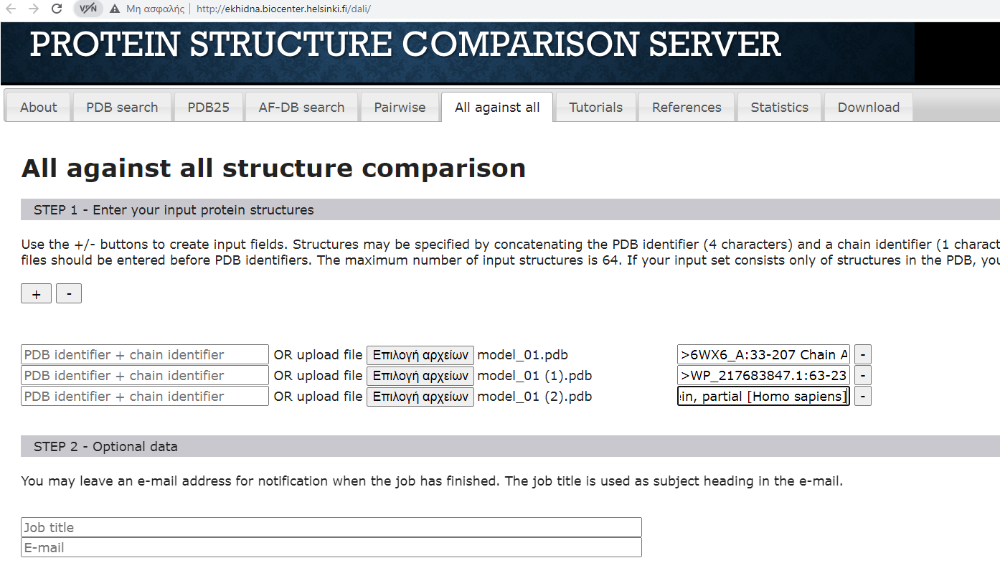 VPN Μη ασφαλής http://ekhidna.biocenter.helsinki.fi/dali/
PROTEIN STRUCTURE COMPARISON SERVER
About PDB search PDB25 AF-DB search Pairwise All against all Tutorials References Statistics Download
All against all structure comparison
STEP 1 - Enter your input protein structures
Use the +/- buttons to create input fields. Structures may be specified by concatenating the PDB identifier (4 characters) and a chain identifier (1 charact
files should be entered before PDB identifiers. The maximum number of input structures is 64. If your input set consists only of structures in the PDB, you
+ -
PDB identifier + chain identifier OR upload file Επιλογή αρχείων model_01.pdb >6WX6_A:33-207 Chain A -
PDB identifier + chain identifier OR upload file Επιλογή αρχείων model_01 (1).pdb >WP_217683847.1:63-23 -
PDB identifier + chain identifier OR upload file Επιλογή αρχείων model_01 (2).pdb in, partial [Homo sapiens] -
STEP 2 - Optional data
You may leave an e-mail address for notification when the job has finished. The job title is used as subject heading in the e-mail.
Job title
E-mail